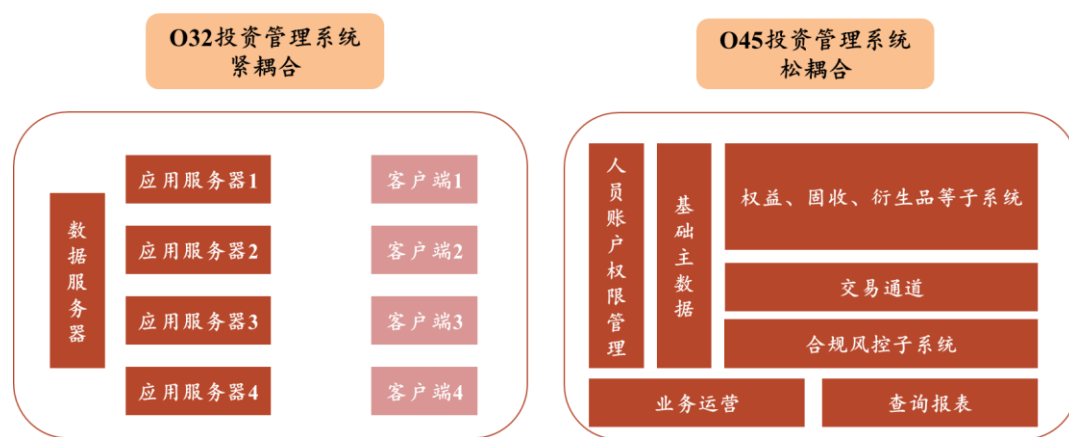 O32投资管理系统
紧耦合
O45投资管理系统
松耦合
数据服务器
应用服务器1
客户端1
应用服务器2
客户端2
应用服务器3
客户端3
应用服务器4
客户端4
人员账户权限管理
基础主数据
权益、固收、衍生品等子系统
交易通道
合规风控子系统
业务运营
查询报表